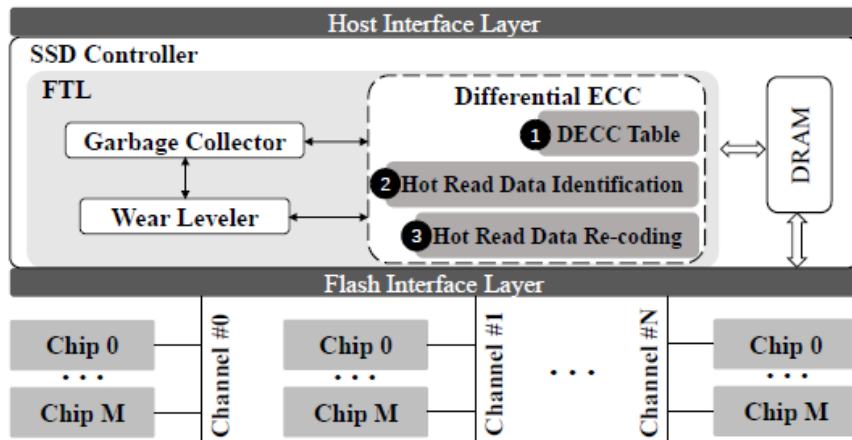 Host Interface Layer
SSD Controller
FTL
Differential ECC
Garbage Collector
Wear Leveler
1 DECC Table
2 Hot Read Data Identification
3 Hot Read Data Re-coding
DRAM
Flash Interface Layer
Chip 0
• • •
Chip M
Channel #0
Chip 0
• • •
Chip M
Channel #1
• • •
Channel #N
Chip 0
• • •
Chip M